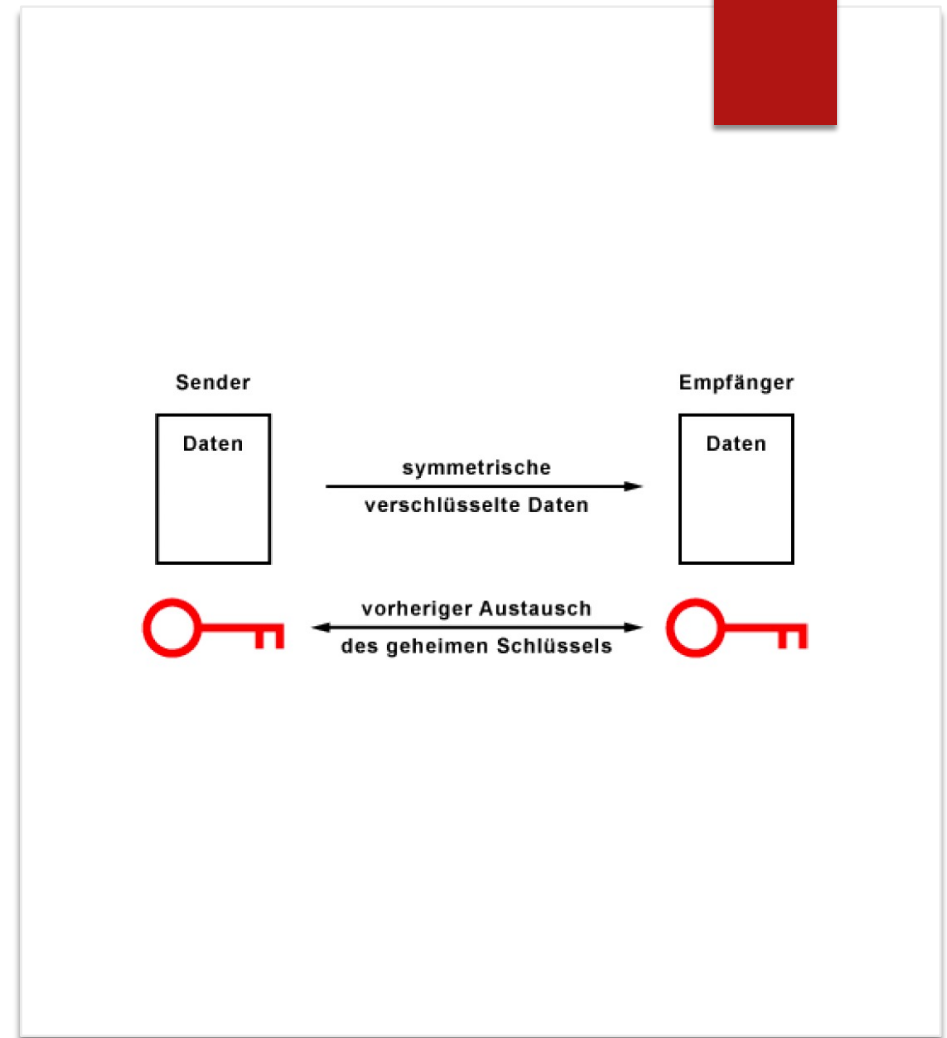 Sender
Empfänger
Daten
Daten
symmetrische
verschlüsselte Daten
vorheriger Austausch
des geheimen Schlüssels